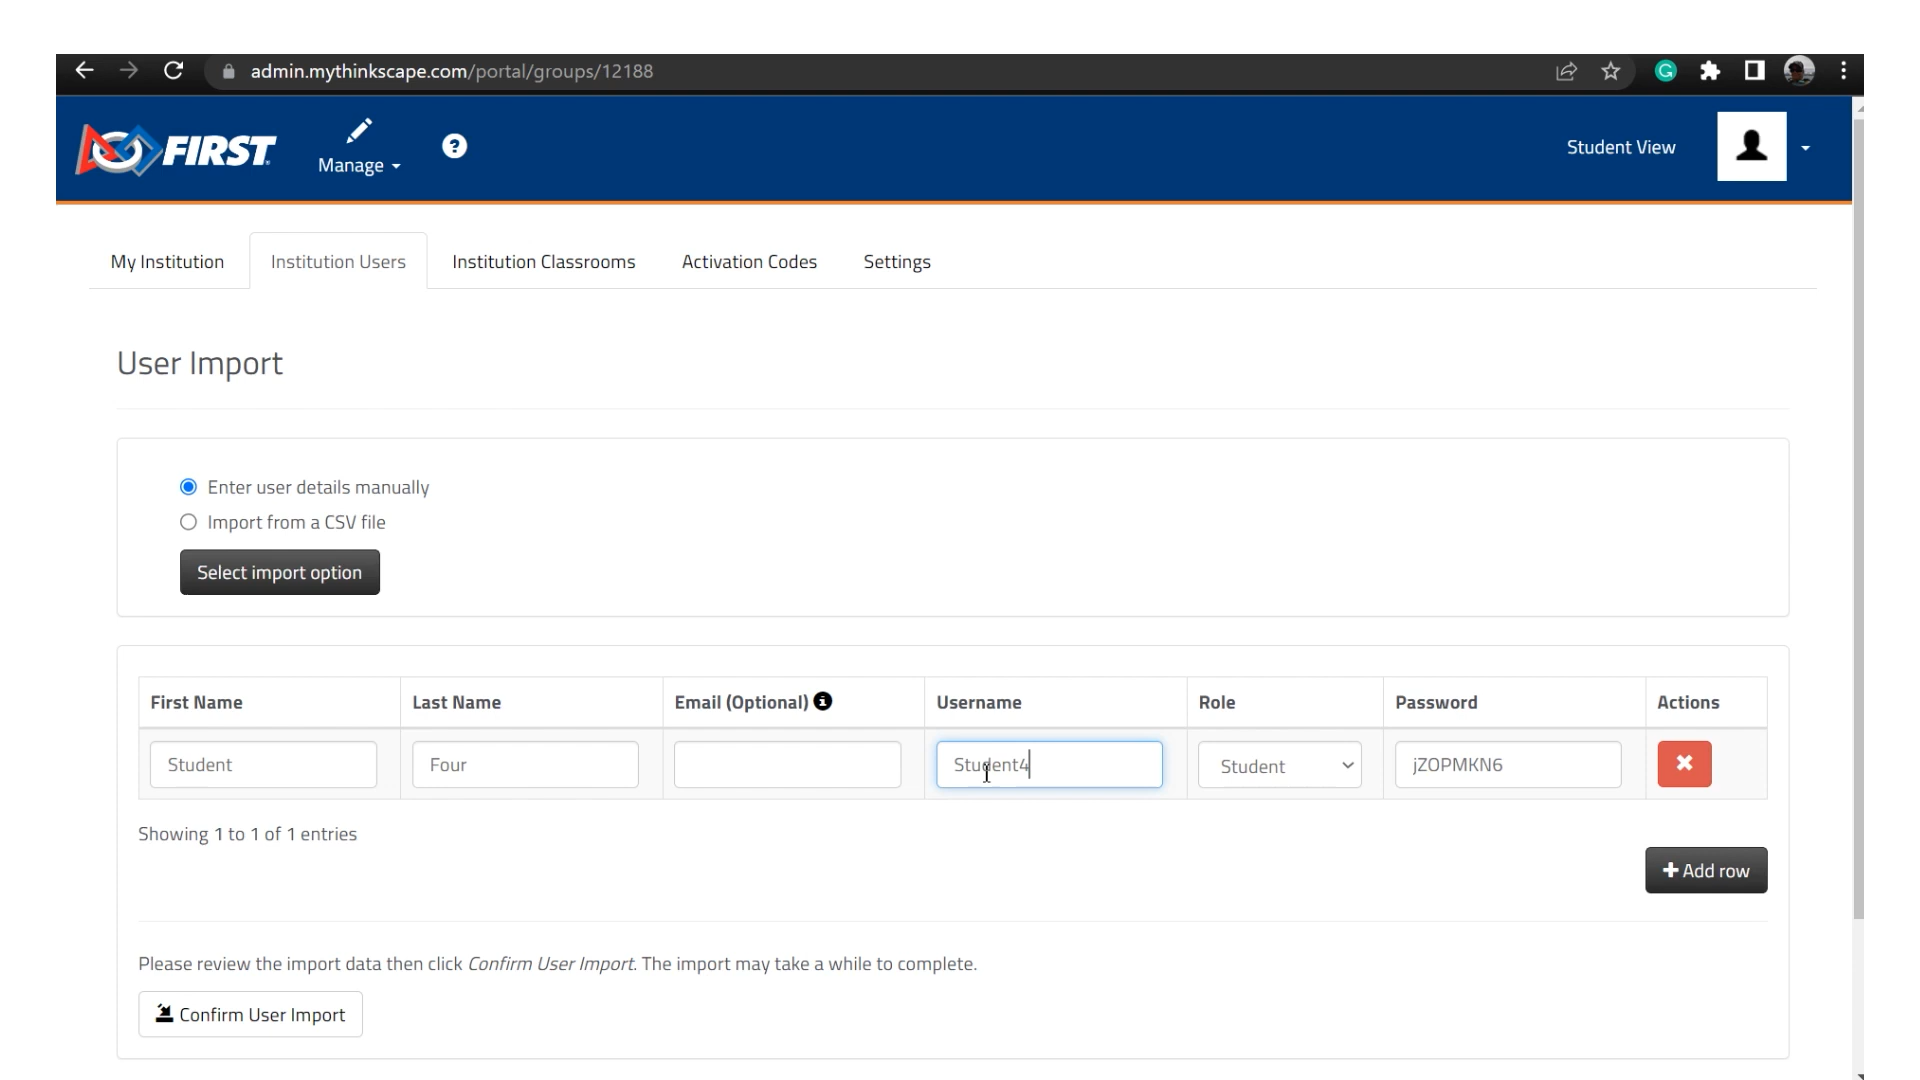 admin.mythinkscape.com/portal/groups/12188
FIRST
Manage
?
Student View
My Institution
Institution Users
Institution Classrooms
Activation Codes
Settings
User Import
Enter user details manually
Import from a CSV file
Select import option
First Name
Last Name
Email (Optional)
Username
Role
Password
Actions
Student
Four
Student4
Student
jZOPMKN6
Showing 1 to 1 of 1 entries
Add row
Please review the import data then click Confirm User Import. The import may take a while to complete.
Confirm User Import